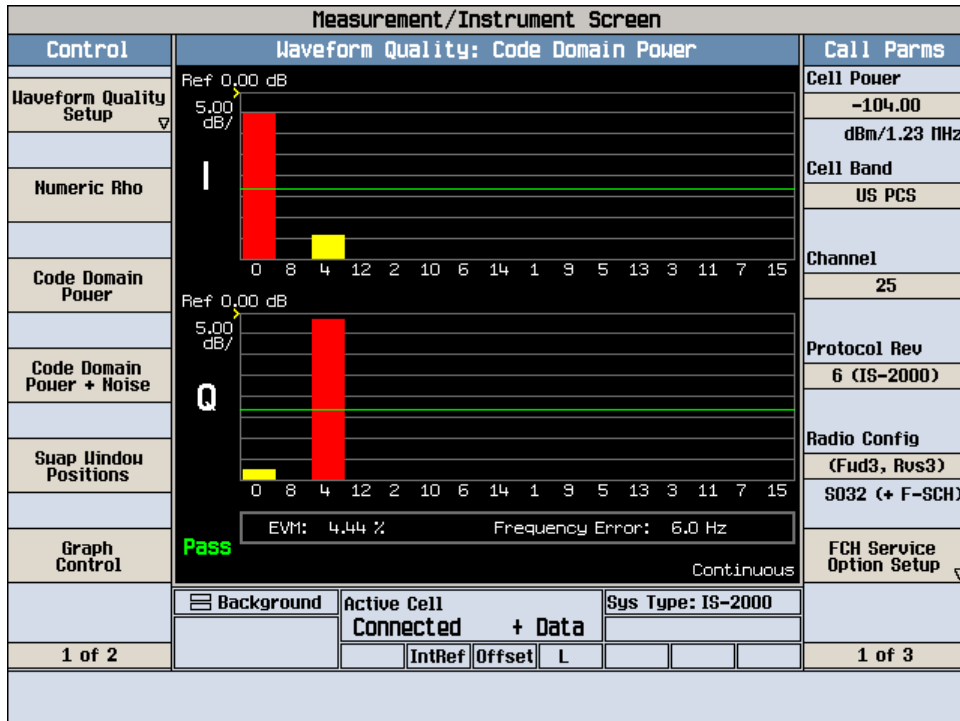 Measurement/Instrument Screen
Control
Waveform Quality: Code Domain Power
Call Parms
Waveform Quality
Setup
Numeric Rho
Code Domain
Power
Code Domain
Power + Noise
Swap Window
Positions
Graph
Control
1 of 2
Ref 0.00 dB
5.00
dB/
I
0 8 4 12 2 10 6 14 1 9 5 13 3 11 7 15
Ref 0.00 dB
5.00
dB/
Q
0 8 4 12 2 10 6 14 1 9 5 13 3 11 7 15
EVM: 4.44 % Frequency Error: 6.0 Hz
Pass
Continuous
Background
Active Cell
Connected + Data
Sys Type: IS-2000
IntRef Offset L
Cell Power
-104.00
dBm/1.23 MHz
Cell Band
US PCS
Channel
25
Protocol Rev
6 (IS-2000)
Radio Config
(Fwd3, Rvs3)
SO32 (+ F-SCH)
FCH Service
Option Setup
1 of 3